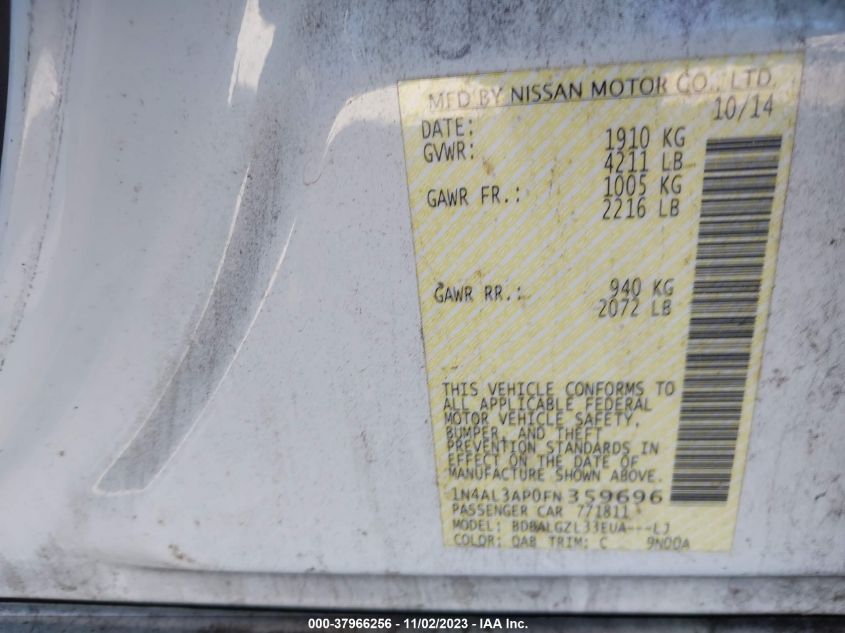 MFD BY NISSAN MOTOR CO., LTD.
DATE: 10/14
GVWR: 1910 KG
4211 LB
GAWR FR.: 1005 KG
2216 LB
GAWR RR.: 940 KG
2072 LB
THIS VEHICLE CONFORMS TO
ALL APPLICABLE FEDERAL
MOTOR VEHICLE SAFETY,
BUMPER, AND THEFT
PREVENTION STANDARDS IN
EFFECT ON THE DATE OF
MANUFACTURE SHOWN ABOVE.
1N4AL3AP0FN359696
PASSENGER CAR 771811
MODEL: BDBALGZL33EUA---LJ
COLOR: QAB TRIM: C 9N00A
000-37966256 - 11/02/2023 - IAA Inc.